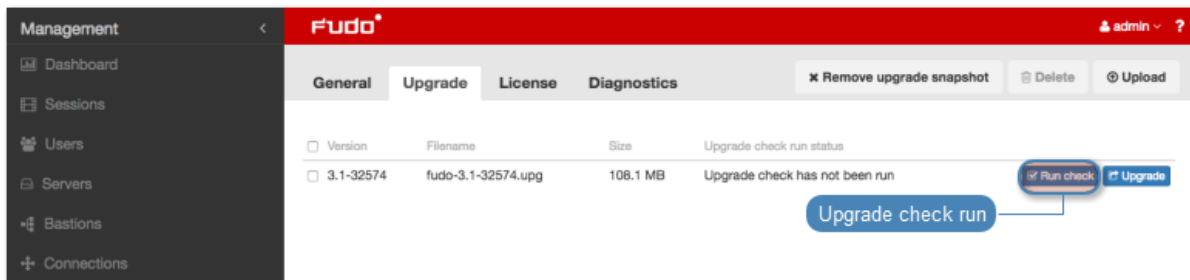 Management
Fudo
admin
?
Dashboard
General Upgrade License Diagnostics
Remove upgrade snapshot Delete Upload
Sessions
Users
Version Filename Size Upgrade check run status
3.1-32574 fudo-3.1-32574.upg 108.1 MB Upgrade check has not been run Run check Upgrade
Servers
Upgrade check run
Bastions
Connections